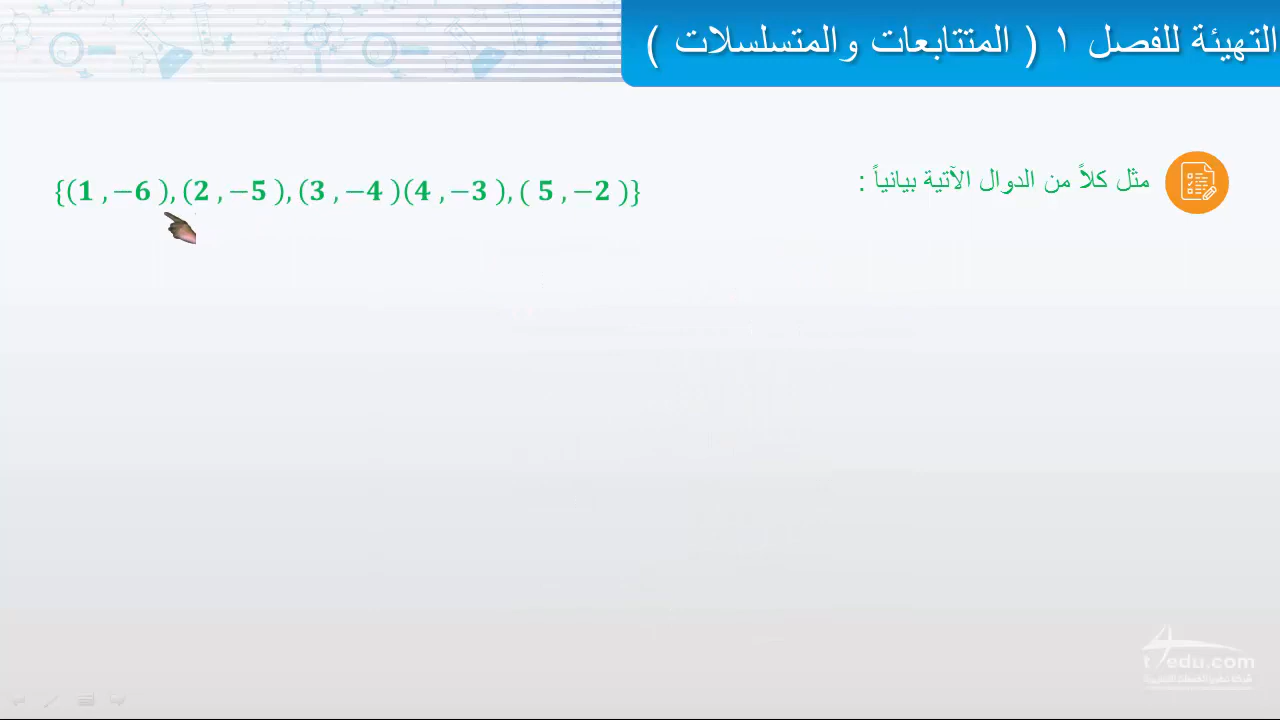 التهيئة للفصل ١ ( المتتابعات والمتسلسلات )
مثل كلاً من الدوال الآتية بيانياً :
{(1 ,−6 ),(2 ,−5 ),(3 ,−4 )(4 ,−3 ),( 5 ,−2 )}
t4edu.com